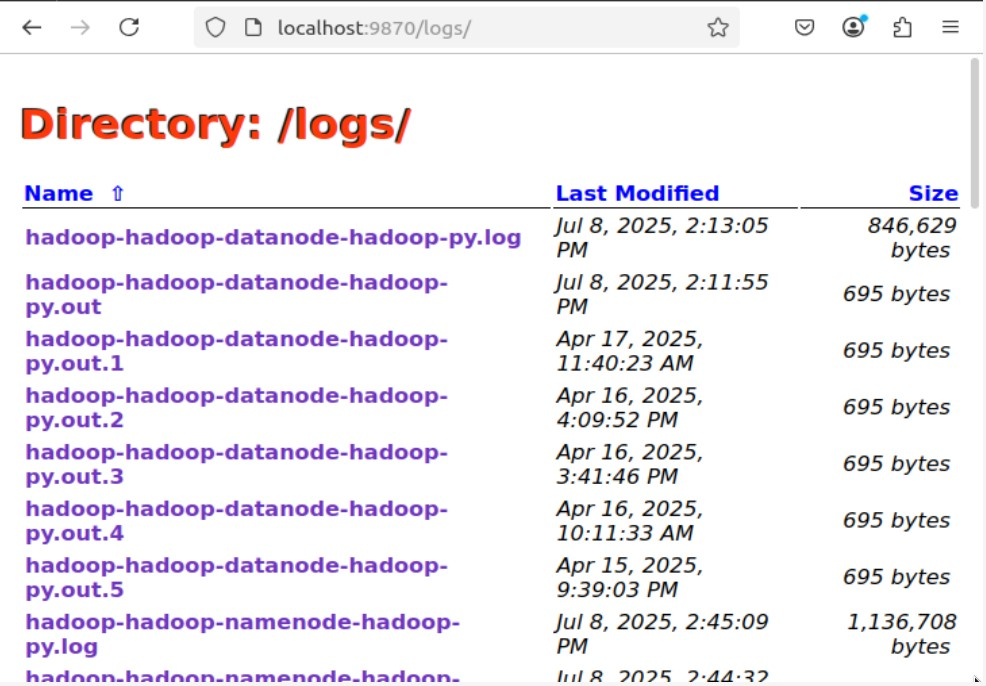 localhost:9870/logs/
Directory: /logs/
Name ⇧ Last Modified Size
hadoop-hadoop-datanode-hadoop-py.log Jul 8, 2025, 2:13:05 846,629
PM bytes
hadoop-hadoop-datanode-hadoop- Jul 8, 2025, 2:11:55 695 bytes
py.out PM
hadoop-hadoop-datanode-hadoop- Apr 17, 2025, 695 bytes
py.out.1 11:40:23 AM
hadoop-hadoop-datanode-hadoop- Apr 16, 2025, 695 bytes
py.out.2 4:09:52 PM
hadoop-hadoop-datanode-hadoop- Apr 16, 2025, 695 bytes
py.out.3 3:41:46 PM
hadoop-hadoop-datanode-hadoop- Apr 16, 2025, 695 bytes
py.out.4 10:11:33 AM
hadoop-hadoop-datanode-hadoop- Apr 15, 2025, 695 bytes
py.out.5 9:39:03 PM
hadoop-hadoop-namenode-hadoop- Jul 8, 2025, 2:45:09 1,136,708
py.log PM bytes
hadoop-hadoop-namenode-hadoop- Jul 8, 2025, 2:44:32